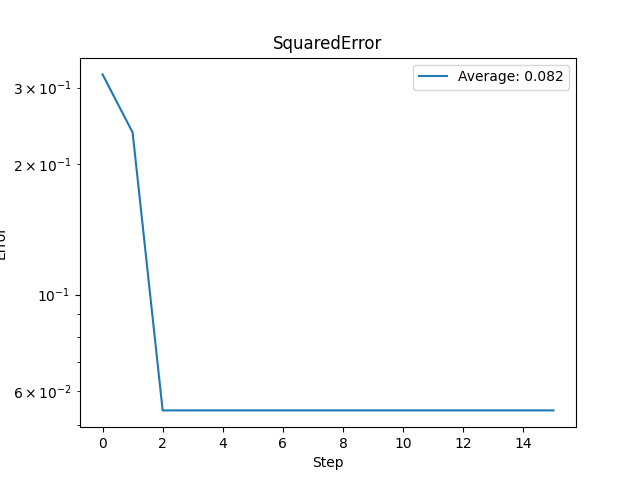 SquaredError
Average: 0.082
3 × 10⁻¹
2 × 10⁻¹
10⁻¹
6 × 10⁻²
Error
0 2 4 6 8 10 12 14
Step